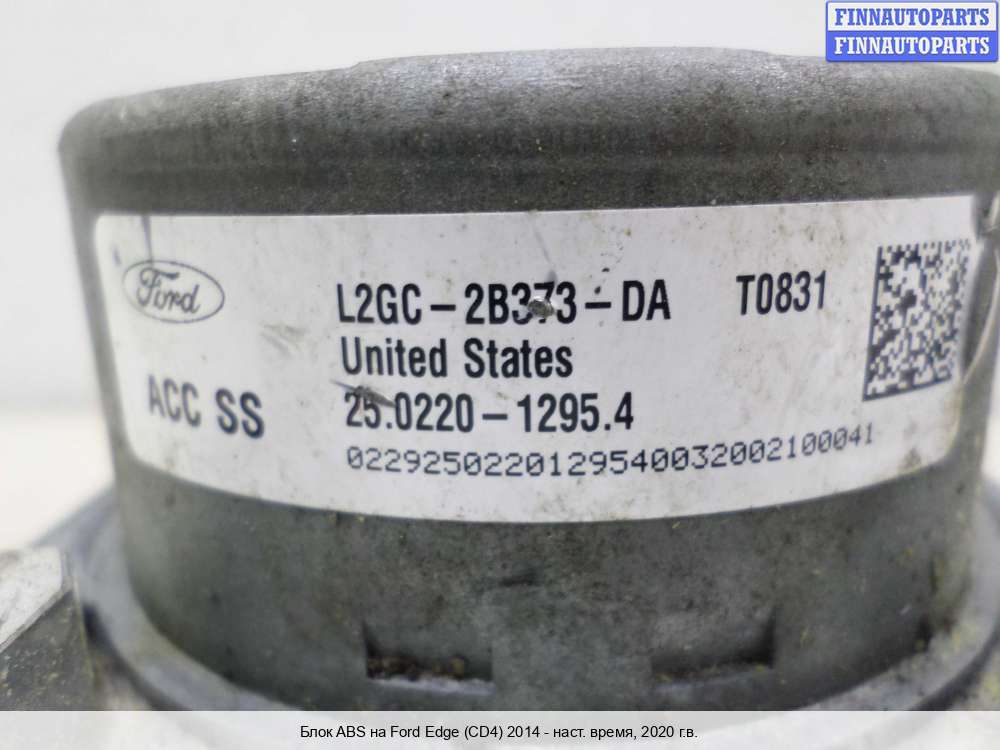 FINNAUTOPARTS
FINNAUTOPARTS
Ford
L2GC-2B373-DA T0831
United States
ACC SS
25.0220-1295.4
0229250220129540032002100041
Блок ABS на Ford Edge (CD4) 2014 - наст. время, 2020 г.в.